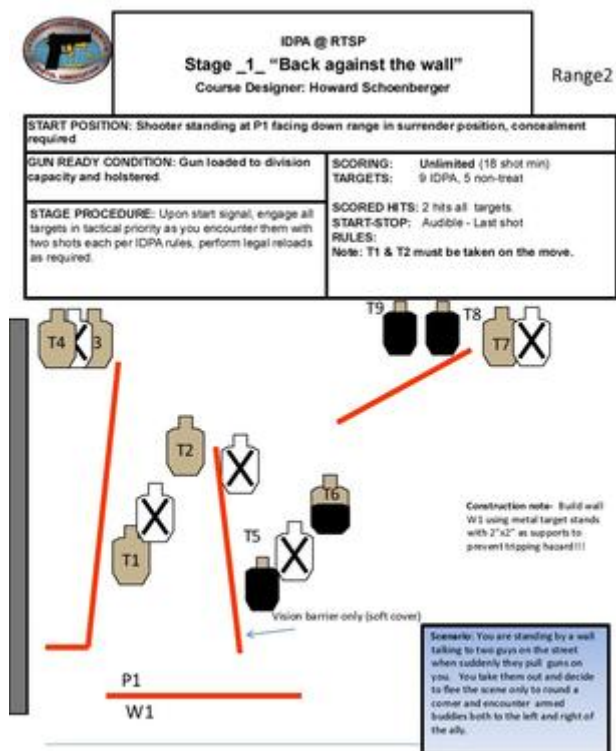 IDPA @ RTSP
Stage _1_ “Back against the wall”
Course Designer: Howard Schoenberger
Range2
START POSITION: Shooter standing at P1 facing down range in surrender position, concealment
required
GUN READY CONDITION: Gun loaded to division
capacity and holstered.
STAGE PROCEDURE: Upon start signal, engage all
targets in tactical priority as you encounter them with
two shots each per IDPA rules, perform legal reloads
as required.
SCORING: Unlimited (18 shot min)
TARGETS: 9 IDPA, 5 non-treat
SCORED HITS: 2 hits all targets
START-STOP: Audible - Last shot
RULES:
Note: T1 & T2 must be taken on the move.
T4
3
T9
T8
T7
T2
T6
T5
T1
Construction note- Build wall
W1 using metal target stands
with 2"x2" as supports to
prevent tripping hazard!!!
Vision barrier only (soft cover)
P1
W1
Scenario: You are standing by a wall
talking to two guys on the street
when suddenly they pull guns on
you. You take them out and decide
to flee the scene only to round a
corner and encounter armed
buddies both to the left and right of
the ally.